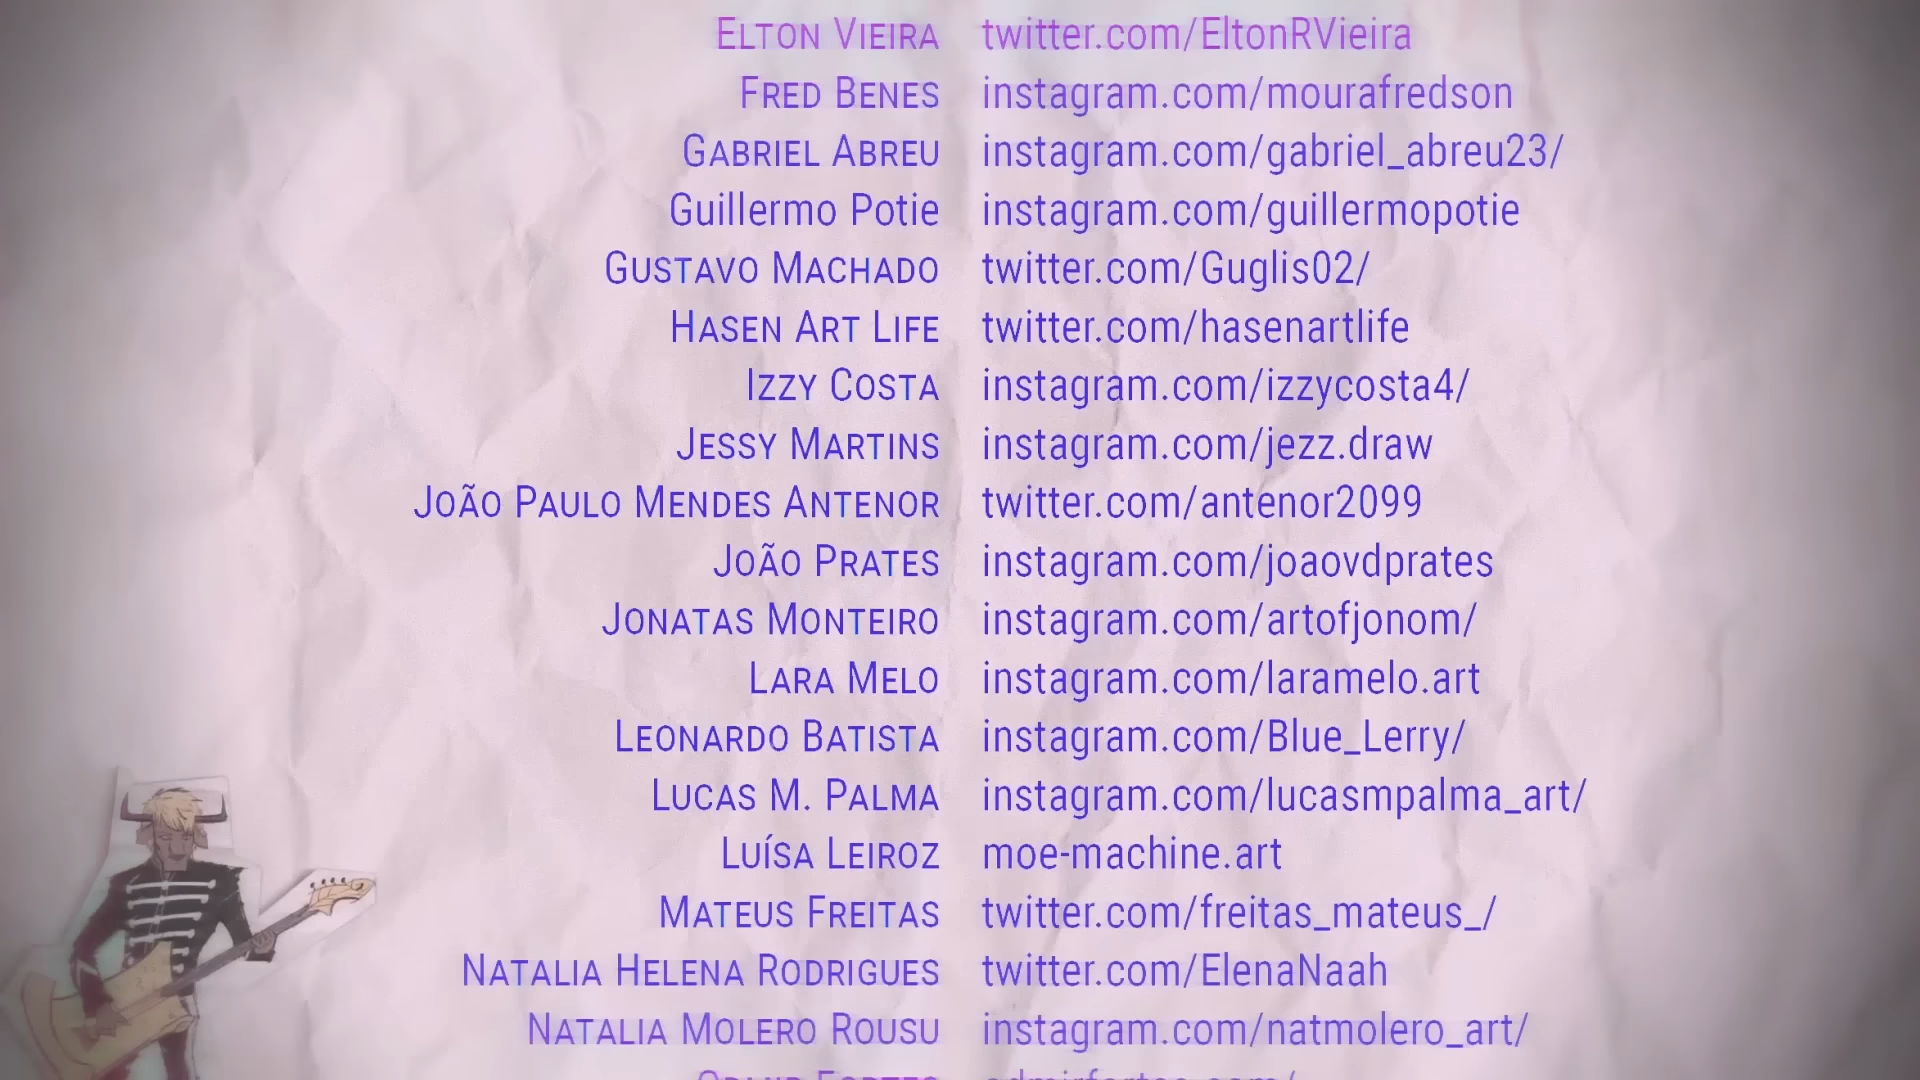 ELTON VIEIRA twitter.com/EltonRVieira
FRED BENES instagram.com/mourafredson
GABRIEL ABREU instagram.com/gabriel_abreu23/
Guillermo Potie instagram.com/guillermopotie
GUSTAVO MACHADO twitter.com/Guglis02/
HASEN ART LIFE twitter.com/hasenartlife
IZZY COSTA instagram.com/izzycosta4/
JESSY MARTINS instagram.com/jezz.draw
JOÃO PAULO MENDES ANTENOR twitter.com/antenor2099
JOÃO PRATES instagram.com/joaovdprates
JONATAS MONTEIRO instagram.com/artofjonom/
LARA MELO instagram.com/laramelo.art
LEONARDO BATISTA instagram.com/Blue_Lerry/
LUCAS M. PALMA instagram.com/lucasmpalma_art/
LUÍSA LEIROZ moe-machine.art
MATEUS FREITAS twitter.com/freitas_mateus_/
NATALIA HELENA RODRIGUES twitter.com/ElenaNaah
NATALIA MOLERO ROUSU instagram.com/natmolero_art/